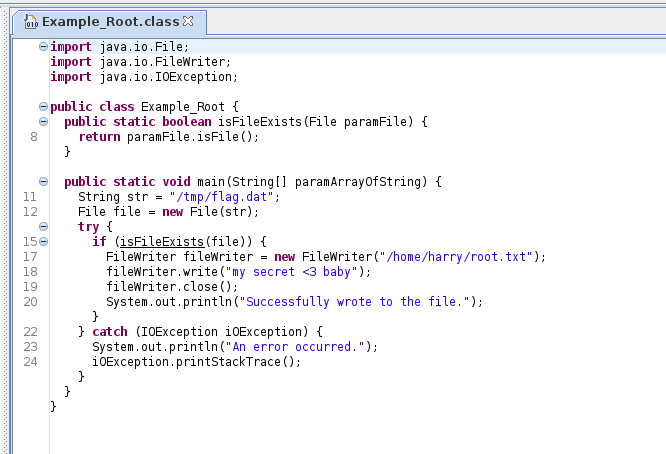 Example_Root.class
import java.io.File;
import java.io.FileWriter;
import java.io.IOException;
public class Example_Root {
public static boolean isFileExists(File paramFile) {
8 return paramFile.isFile();
}
public static void main(String[] paramArrayOfString) {
11 String str = "/tmp/flag.dat";
12 File file = new File(str);
try {
15 if (isFileExists(file)) {
17 FileWriter fileWriter = new FileWriter("/home/harry/root.txt");
18 fileWriter.write("my secret <3 baby");
19 fileWriter.close();
20 System.out.println("Successfully wrote to the file.");
}
22 } catch (IOException iOException) {
23 System.out.println("An error occurred.");
24 iOException.printStackTrace();
}
}
}